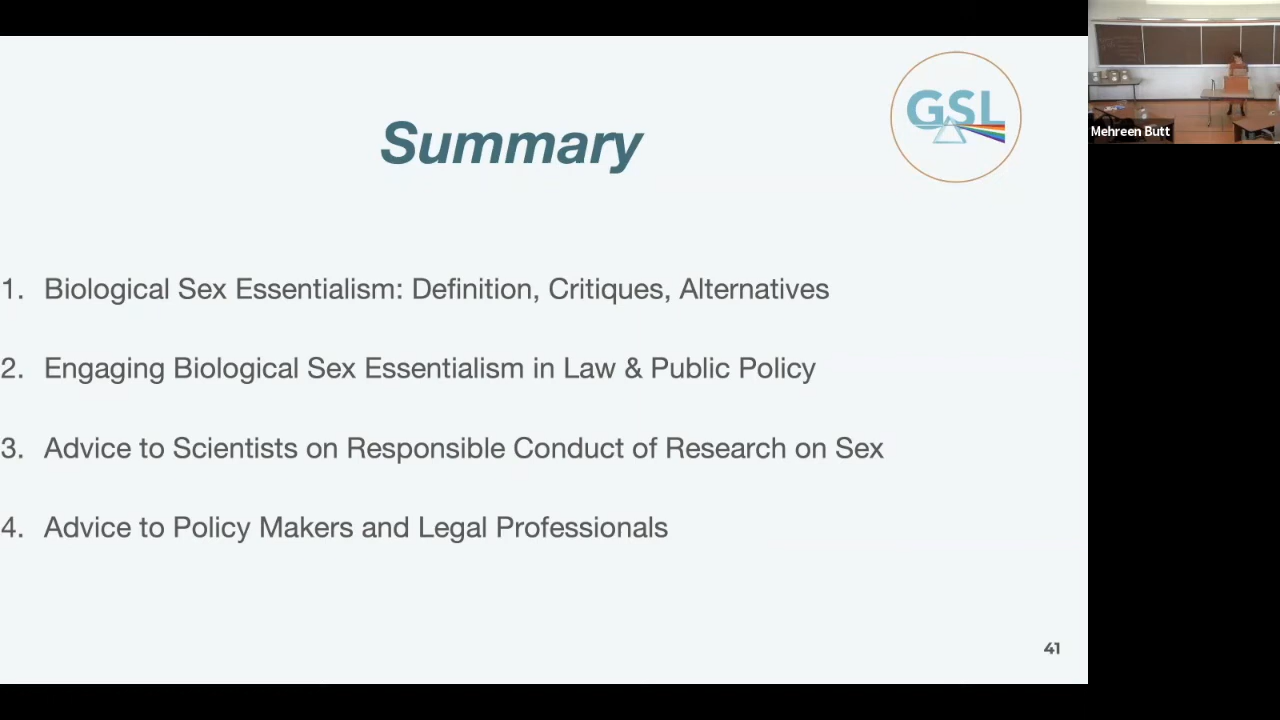 Summary
GSL
1. Biological Sex Essentialism: Definition, Critiques, Alternatives
2. Engaging Biological Sex Essentialism in Law & Public Policy
3. Advice to Scientists on Responsible Conduct of Research on Sex
4. Advice to Policy Makers and Legal Professionals
41
Mehreen Butt